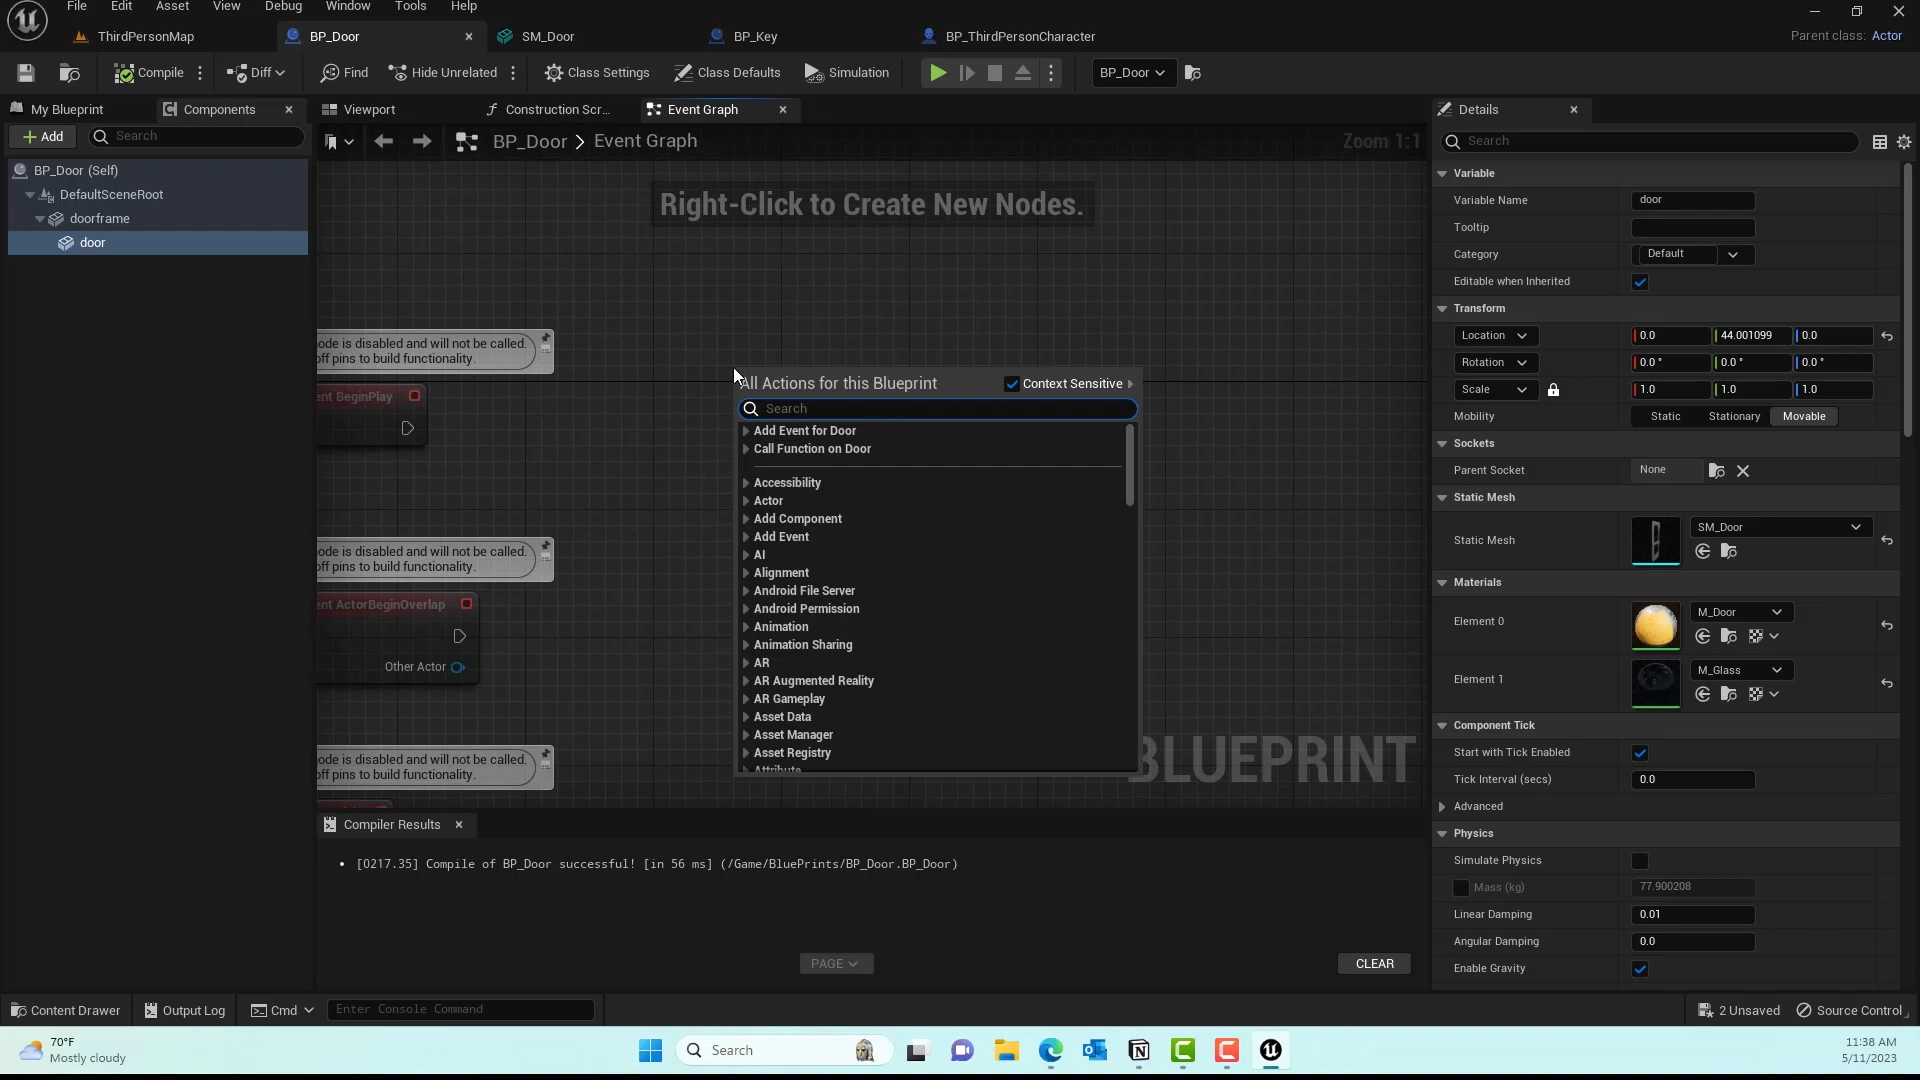 File Edit Asset View Debug Window Tools Help
ThirdPersonMap BP_Door SM_Door BP_Key BP_ThirdPersonCharacter Parent class: Actor
Compile Diff Find Hide Unrelated Class Settings Class Defaults Simulation BP_Door
My Blueprint Components Viewport Construction Scr... Event Graph Details
Add Search BP_Door > Event Graph Zoom 1:1 Search
BP_Door (Self)
DefaultSceneRoot
doorframe
door
Right-Click to Create New Nodes.
ode is disabled and will not be called.
off pins to build functionality.
ent BeginPlay
ode is disabled and will not be called.
off pins to build functionality.
ent ActorBeginOverlap
Other Actor
ode is disabled and will not be called.
off pins to build functionality.
All Actions for this Blueprint Context Sensitive
Search
Add Event for Door
Call Function on Door
Accessibility
Actor
Add Component
Add Event
AI
Alignment
Android File Server
Android Permission
Animation
Animation Sharing
AR
AR Augmented Reality
AR Gameplay
Asset Data
Asset Manager
Asset Registry
Attribute
BLUEPRINT
Variable
Variable Name door
Tooltip
Category Default
Editable when Inherited
Transform
Location 0.0 44.001099 0.0
Rotation 0.0 ° 0.0 ° 0.0 °
Scale 1.0 1.0 1.0
Mobility Static Stationary Movable
Sockets
Parent Socket None
Static Mesh
Static Mesh SM_Door
Materials
Element 0 M_Door
Element 1 M_Glass
Component Tick
Start with Tick Enabled
Tick Interval (secs) 0.0
Advanced
Physics
Simulate Physics
Mass (kg) 77.900208
Linear Damping 0.01
Angular Damping 0.0
Enable Gravity
Compiler Results
• [0217.35] Compile of BP_Door successful! [in 56 ms] (/Game/BluePrints/BP_Door.BP_Door)
PAGE CLEAR
Content Drawer Output Log Cmd Enter Console Command 2 Unsaved Source Control
70°F
Mostly cloudy
Search
11:38 AM
5/11/2023